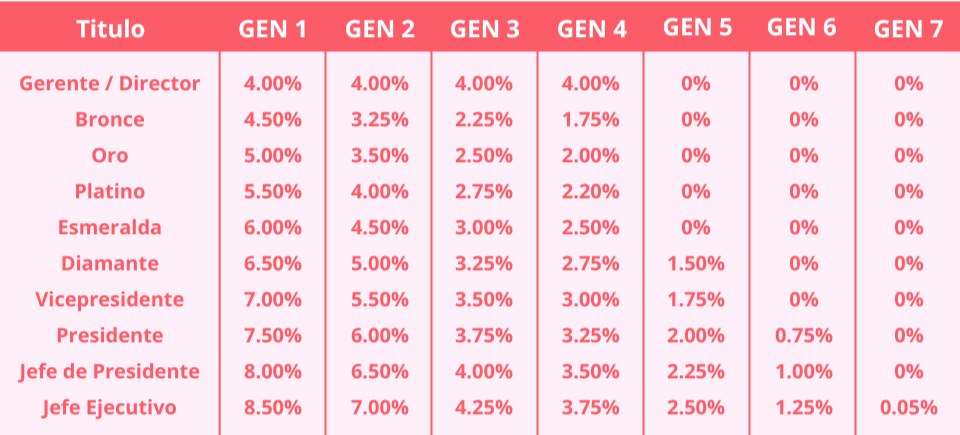 Titulo GEN 1 GEN 2 GEN 3 GEN 4 GEN 5 GEN 6 GEN 7
Gerente / Director 4.00% 4.00% 4.00% 4.00% 0% 0% 0%
Bronce 4.50% 3.25% 2.25% 1.75% 0% 0% 0%
Oro 5.00% 3.50% 2.50% 2.00% 0% 0% 0%
Platino 5.50% 4.00% 2.75% 2.20% 0% 0% 0%
Esmeralda 6.00% 4.50% 3.00% 2.50% 0% 0% 0%
Diamante 6.50% 5.00% 3.25% 2.75% 1.50% 0% 0%
Vicepresidente 7.00% 5.50% 3.50% 3.00% 1.75% 0% 0%
Presidente 7.50% 6.00% 3.75% 3.25% 2.00% 0.75% 0%
Jefe de Presidente 8.00% 6.50% 4.00% 3.50% 2.25% 1.00% 0%
Jefe Ejecutivo 8.50% 7.00% 4.25% 3.75% 2.50% 1.25% 0.05%